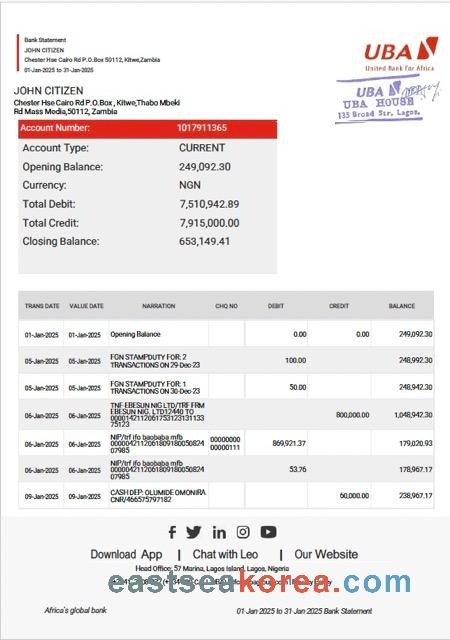 Bank Statement
JOHN CITIZEN
Chester Hse Cairo Rd P.O.Box 50112, Kitwe,Zambia
01-Jan-2025 to 31-Jan-2025
UBA
United Bank for Africa
JOHN CITIZEN
Chester Hse Cairo Rd P.O.Box , Kitwe,Thabo Mbeki
Rd Mass Media,50112, Zambia
UBA
UBA HOUSE
135 Broad Str, Lagos.
Account Number: 1017911365
Account Type: CURRENT
Opening Balance: 249,092.30
Currency: NGN
Total Debit: 7,510,942.89
Total Credit: 7,915,000.00
Closing Balance: 653,149.41
TRANS DATE VALUE DATE NARRATION CHQ NO DEBIT CREDIT BALANCE
01-Jan-2025 01-Jan-2025 Opening Balance 0.00 0.00 249,092.30
05-Jan-2025 05-Jan-2025 FGN STAMPDUTY FOR: 2 100.00 248,992.30
TRANSACTIONS ON 29-Dec-23
05-Jan-2025 05-Jan-2025 FGN STAMPDUTY FOR: 1 50.00 248,942.30
TRANSACTIONS ON 30-Dec-23
06-Jan-2025 06-Jan-2025 TNF-EBESUN NIG LTD/TRF FRM 800,000.00 1,048,942.30
EBESUN NIG. LTD12440 TO
75123
06-Jan-2025 06-Jan-2025 NIP/trf ifo baobaba mfb 00000000 869,921.37 179,020.93
00000111
07985
06-Jan-2025 06-Jan-2025 NIP/trf ifo baobaba mfb 53.76 178,967.17
07985
09-Jan-2025 09-Jan-2025 CASH DEP: OLUMIDE OMONIRA 60,000.00 238,967.17
CNR/466575797182
Download App | Chat with Leo | Our Website
Head Office: 57 Marina, Lagos Island, Lagos, Nigeria
eastseakorea.com
Africa's global bank
01 Jan 2025 to 31 Jan 2025 Bank Statement